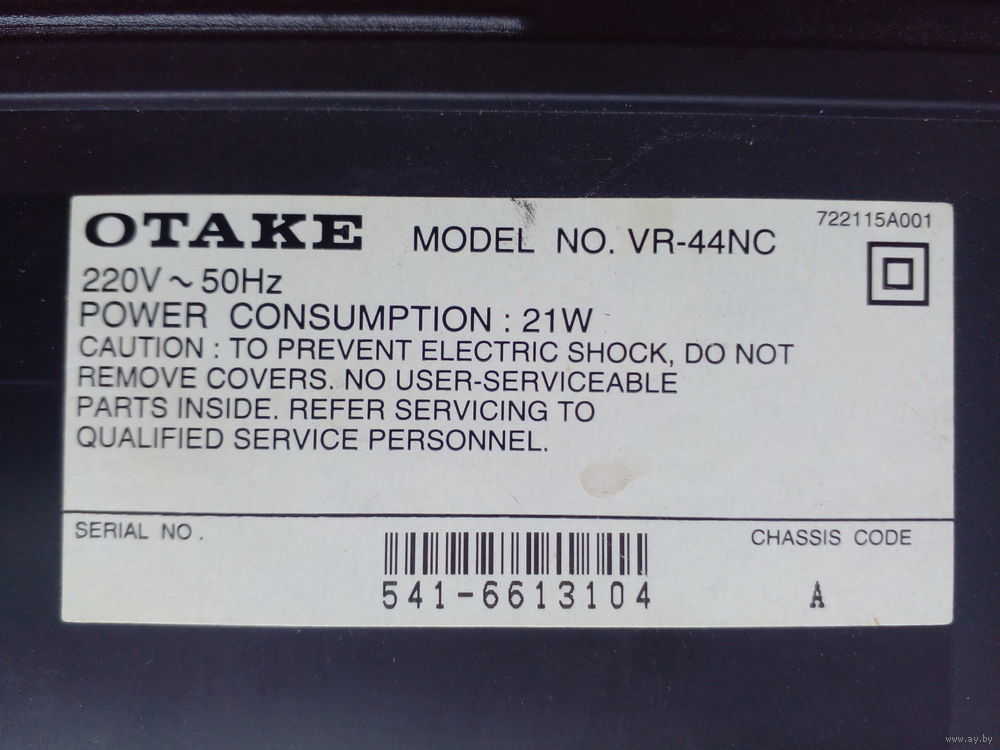 OTAKE MODEL NO. VR-44NC 722115A001
220V ~ 50Hz
POWER CONSUMPTION : 21W
CAUTION : TO PREVENT ELECTRIC SHOCK, DO NOT
REMOVE COVERS. NO USER-SERVICEABLE
PARTS INSIDE. REFER SERVICING TO
QUALIFIED SERVICE PERSONNEL.
SERIAL NO. CHASSIS CODE
541-6613104 A
www.ay.by